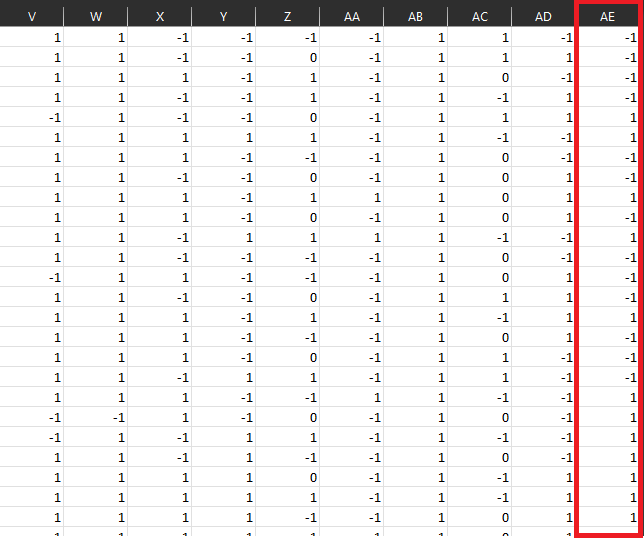 V W X Y Z AA AB AC AD AE
1 1 -1 -1 -1 -1 1 1 -1 -1
1 1 -1 -1 0 -1 1 1 1 -1
1 1 1 -1 1 -1 1 0 -1 -1
1 1 -1 -1 1 -1 1 -1 1 -1
-1 1 -1 -1 0 -1 1 1 1 1
1 1 1 1 1 -1 1 -1 -1 1
1 1 1 -1 -1 -1 1 0 -1 -1
1 1 -1 -1 0 -1 1 0 1 -1
1 1 1 -1 1 1 1 0 1 1
1 1 1 -1 0 -1 1 0 1 -1
1 1 -1 1 1 1 1 -1 -1 1
1 1 -1 -1 -1 -1 1 0 -1 -1
-1 1 1 -1 -1 -1 1 0 1 -1
1 1 -1 -1 0 -1 1 1 1 -1
1 1 1 -1 1 -1 1 -1 1 1
1 1 1 -1 -1 -1 1 0 1 -1
1 1 1 -1 0 -1 1 1 -1 -1
1 1 -1 1 1 -1 1 1 -1 -1
1 1 1 -1 -1 1 1 -1 -1 1
-1 -1 1 -1 0 -1 1 0 -1 1
-1 1 -1 1 1 -1 1 -1 -1 1
1 1 -1 -1 -1 -1 1 0 -1 1
1 1 1 1 0 -1 1 -1 1 1
1 1 1 1 1 -1 1 -1 1 1
1 1 1 1 -1 -1 1 0 1 1